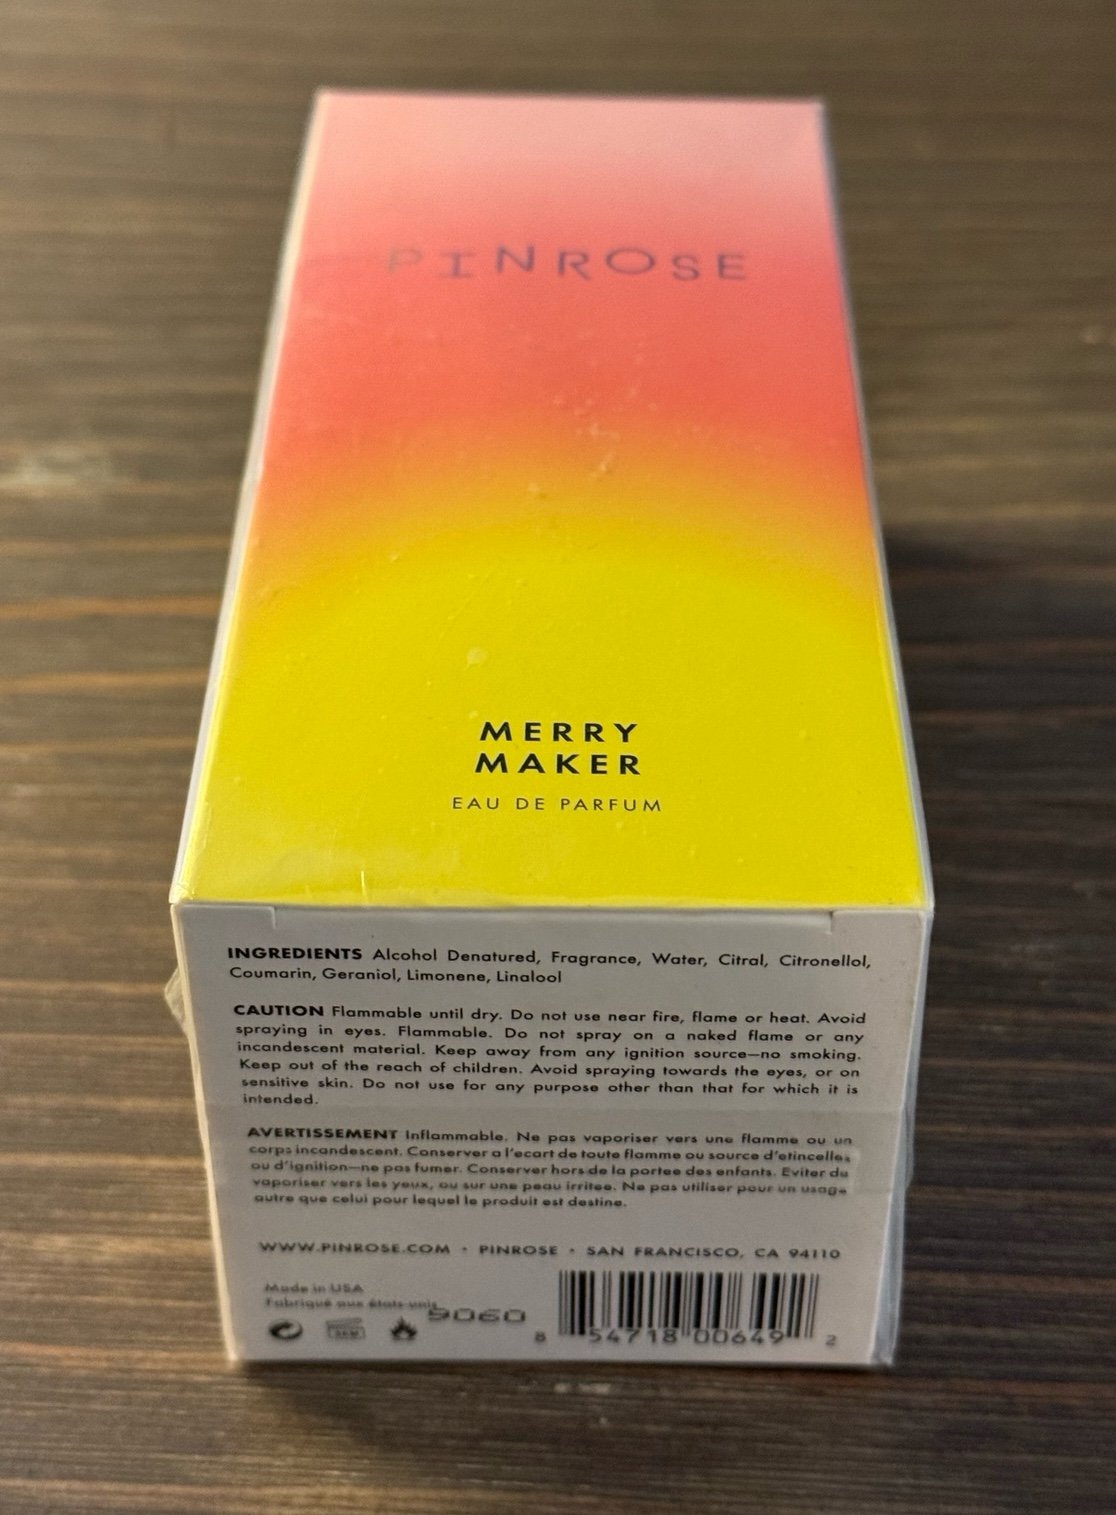 PINROSE
MERRY
MAKER
EAU DE PARFUM
INGREDIENTS Alcohol Denatured, Fragrance, Water, Citral, Citronellol,
Coumarin, Geraniol, Limonene, Linalool
CAUTION Flammable until dry. Do not use near fire, flame or heat. Avoid
spraying in eyes. Flammable. Do not spray on a naked flame or any
incandescent material. Keep away from any ignition source—no smoking.
Keep out of the reach of children. Avoid spraying towards the eyes, or on
sensitive skin. Do not use for any purpose other than that for which it is
intended.
AVERTISSEMENT Inflammable. Ne pas vaporiser vers une flamme ou un
corps incandescent. Conserver a l'ecart de toute flamme ou source d'etincelles
ou d'ignition—ne pas fumer. Conserver hors de la portee des enfants. Eviter du
vaporiser vers les yeux, ou sur une peau irritee. Ne pas utiliser pour un usage
autre que celui pour lequel le produit est destine.
WWW.PINROSE.COM • PINROSE • SAN FRANCISCO, CA 94110
Made in USA
Fabriqué aux états-unis
9060
8 54718 00649 2